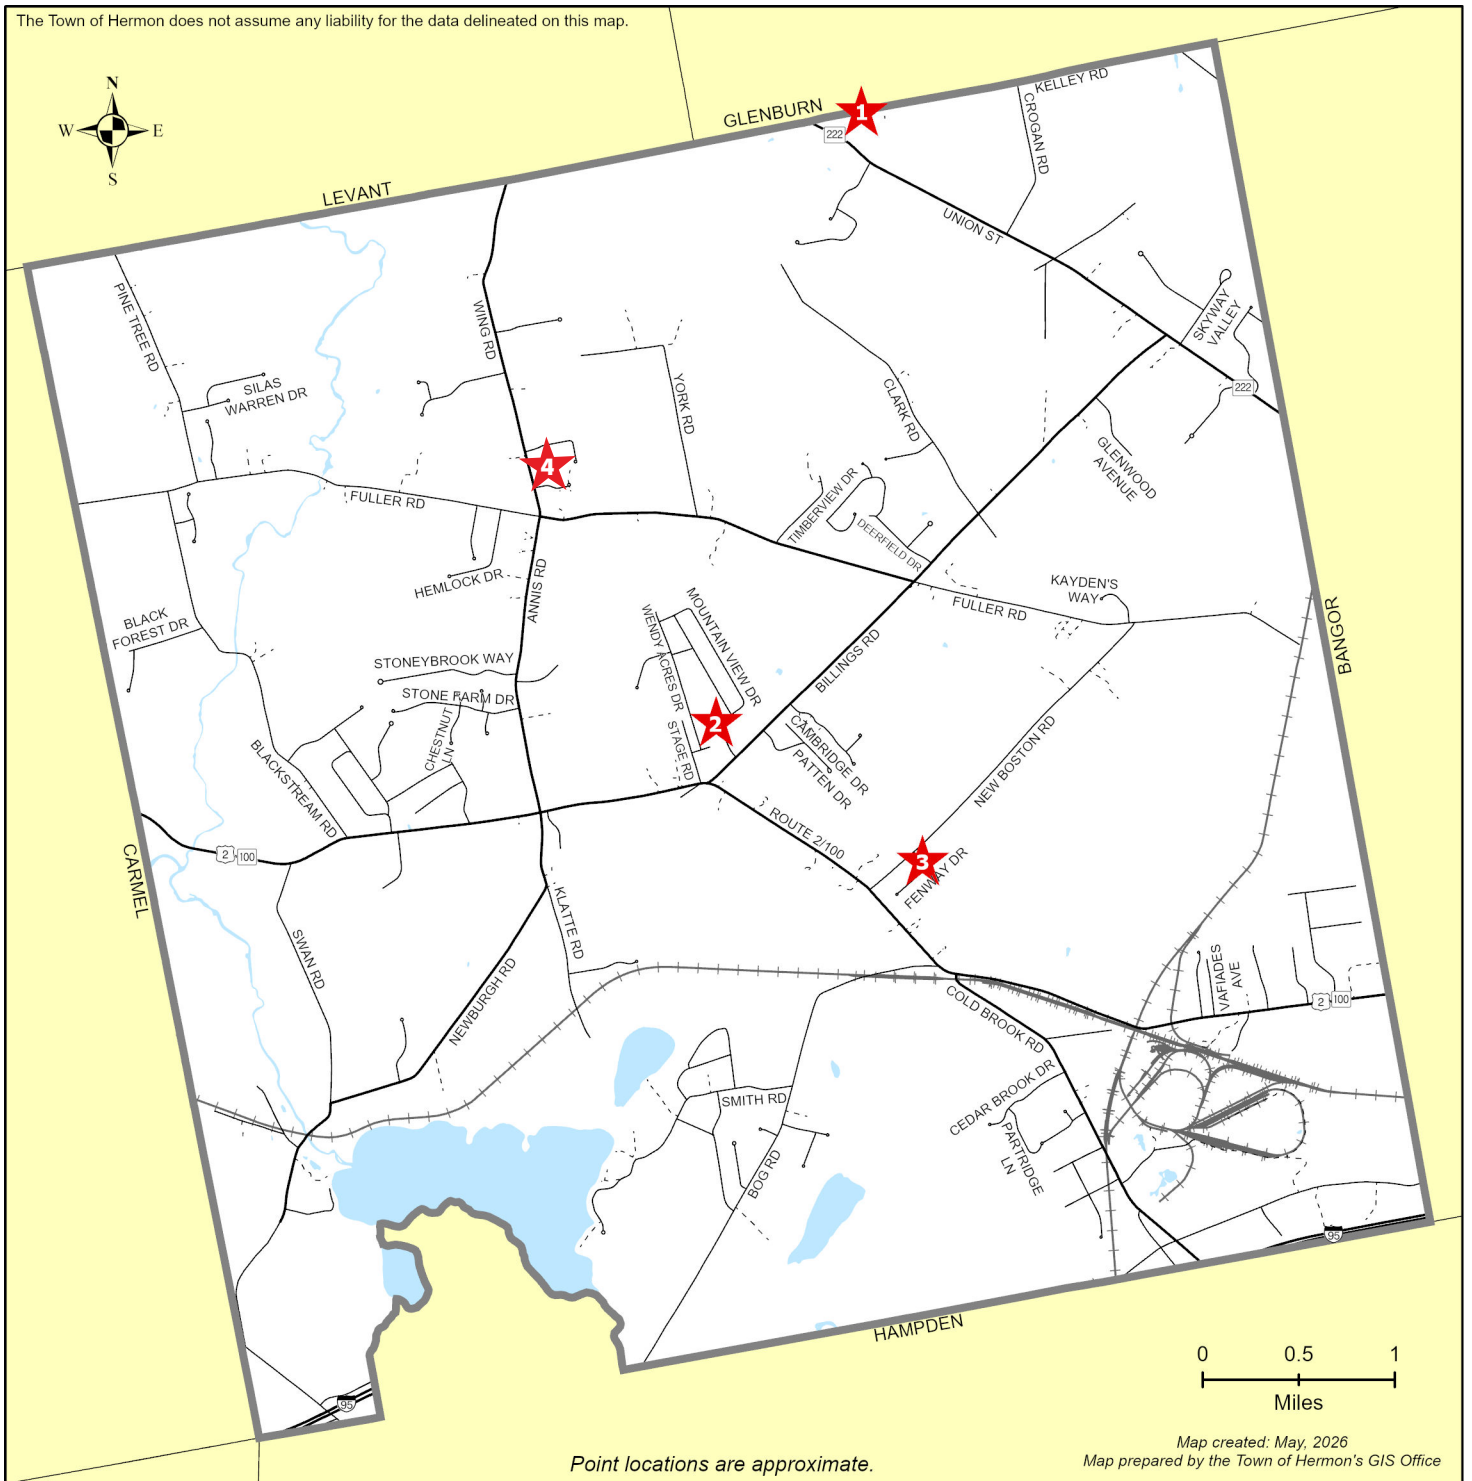 The Town of Hermon does not assume any liability for the data delineated on this map.
N
W E
S
GLENBURN
1
222
KELLEY RD
CROGAN RD
LEVANT
UNION ST
PINE TREE RD
WING RD
SKYWAY
VALLEY
SILAS
WARREN DR
YORK RD
CLARK RD
222
4
GLENWOOD
AVENUE
FULLER RD
TIMBERVIEW DR
DEERFIELD DR
HEMLOCK DR
ANNIS RD
KAYDEN'S
WAY
FULLER RD
BLACK
FOREST DR
WENDY ACRES DR
MOUNTAIN VIEW DR
BILLINGS RD
BANGOR
STONEYBROOK WAY
STONE FARM DR
CHESTNUT
LN
2
STAGE RD
CAMBRIDGE DR
PATTEN DR
NEW BOSTON RD
BLACKSTREAM RD
ROUTE 2/100
2 100
3
FENWAY DR
CARMEL
KLATTE RD
SWAN RD
NEWBURGH RD
VAFIADES
AVE
2 100
COLD BROOK RD
SMITH RD
CEDAR BROOK DR
PARTRIDGE
LN
BOG RD
95
HAMPDEN
0 0.5 1
Miles
95
Map created: May, 2026
Map prepared by the Town of Hermon's GIS Office
Point locations are approximate.